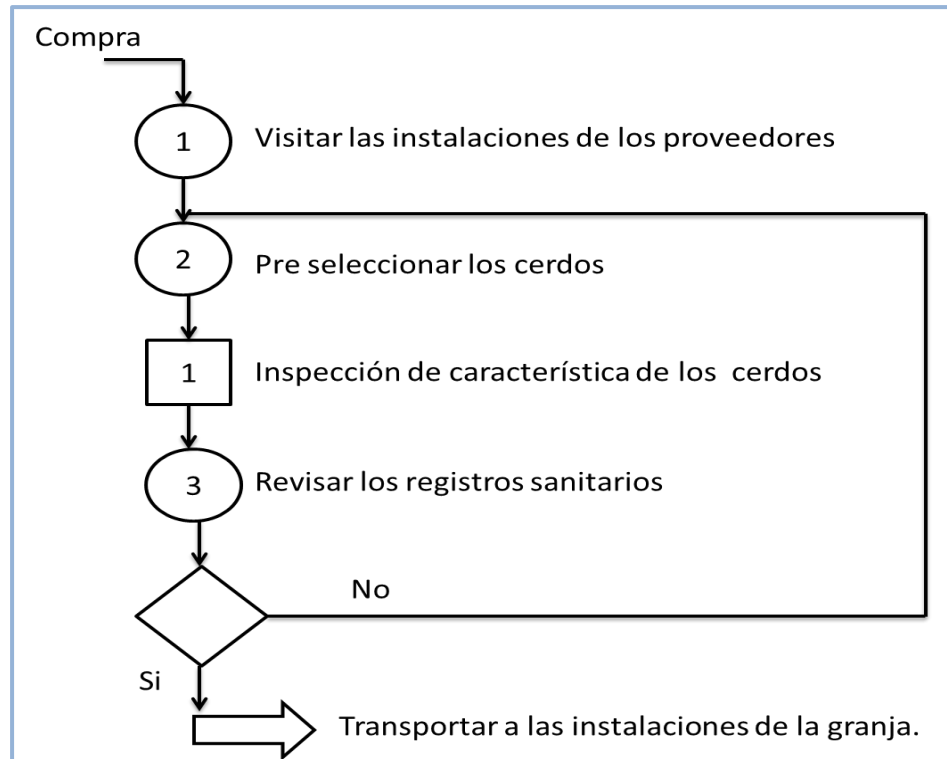 Compra
1 Visitar las instalaciones de los proveedores
2 Pre seleccionar los cerdos
1 Inspección de característica de los cerdos
3 Revisar los registros sanitarios
No
Si
Transportar a las instalaciones de la granja.